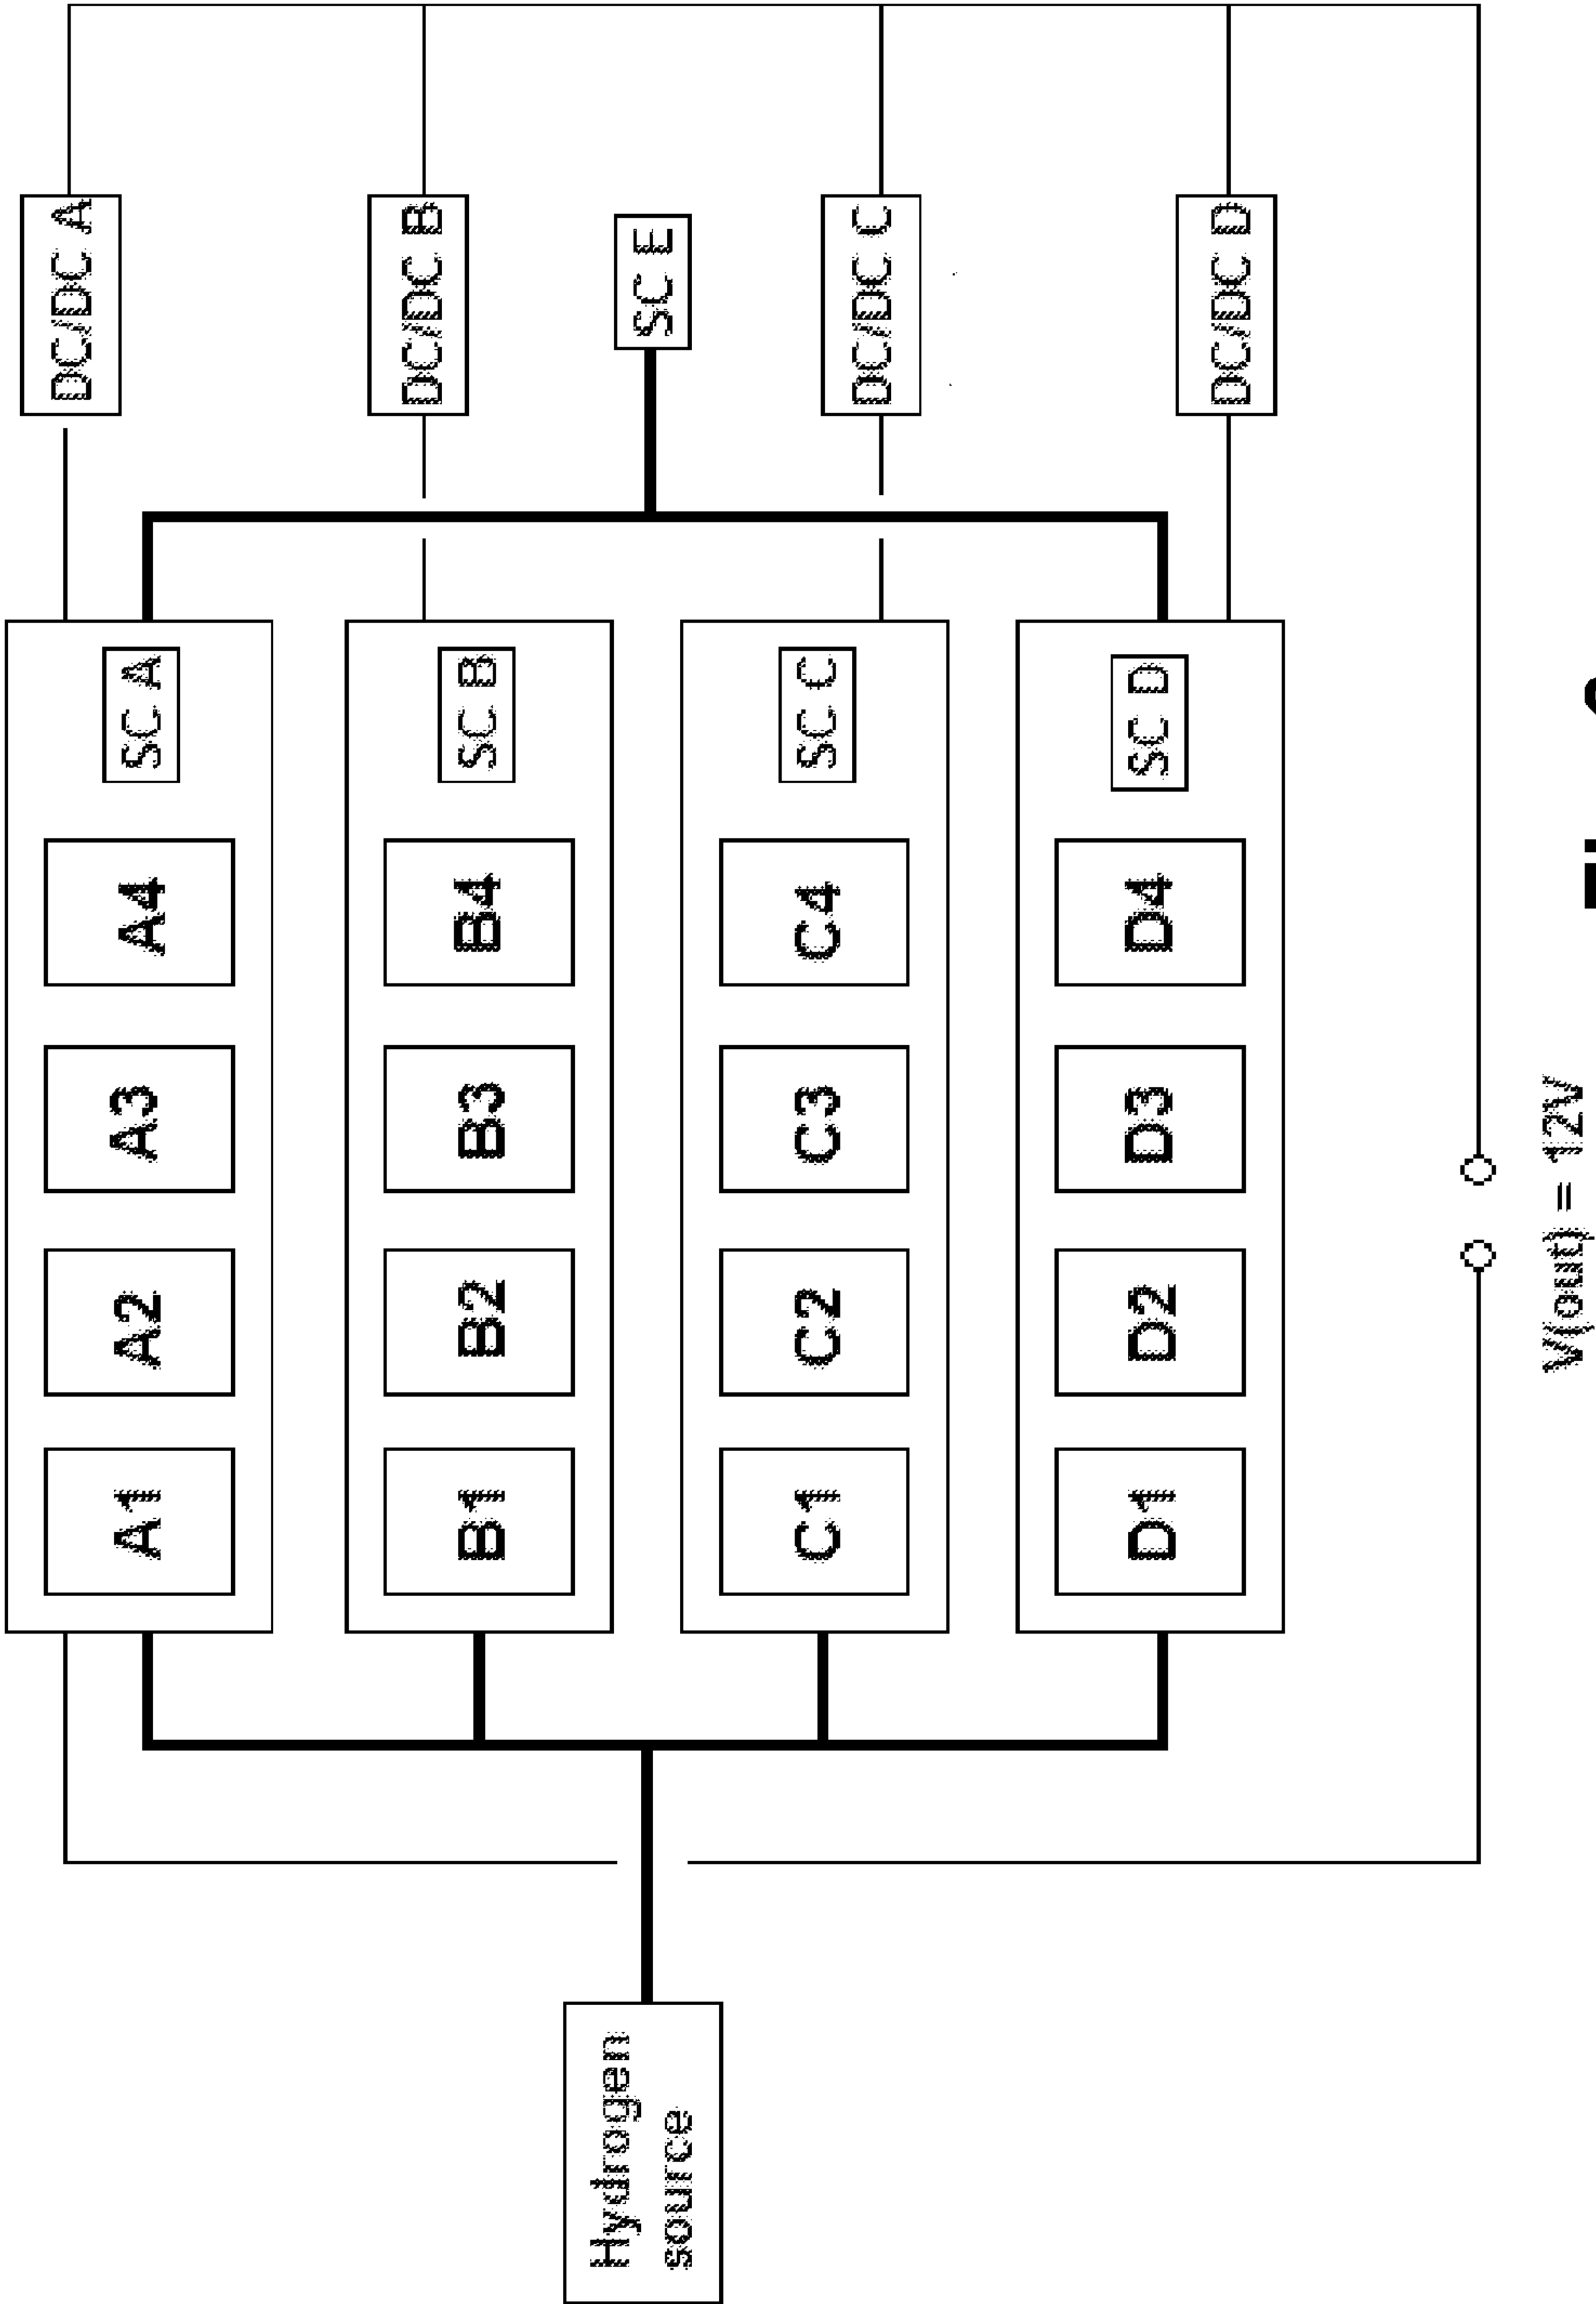 DC/DC A
DC/DC B
SC E
DC/DC C
DC/DC D
SC A
SC B
SC C
SC D
A4
B4
C4
D4
A3
B3
C3
D3
A2
B2
C2
D2
A1
B1
C1
D1
V(out) = 12V
Hydrogen
source